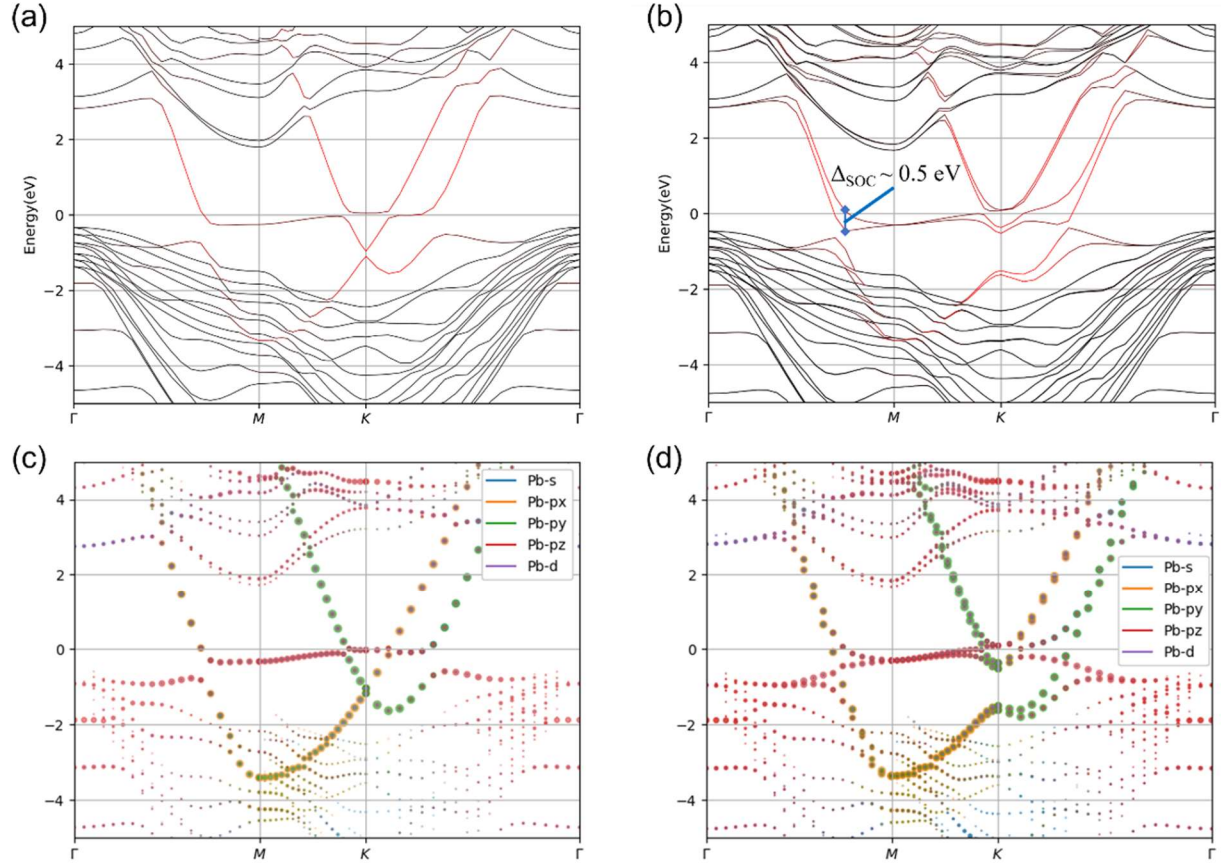 (a)
4
2
0
−2
−4
Energy(eV)
Γ
M
K
Γ
(b)
4
2
0
−2
−4
Energy(eV)
ΔSOC ~ 0.5 eV
Γ
M
K
Γ
(c)
4
2
0
−2
−4
Pb-s
Pb-px
Pb-py
Pb-pz
Pb-d
Γ
M
K
Γ
(d)
4
2
0
−2
−4
Pb-s
Pb-px
Pb-py
Pb-pz
Pb-d
Γ
M
K
Γ